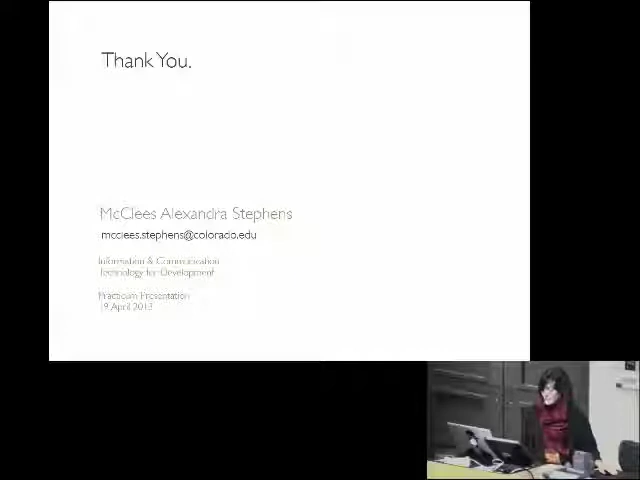 Thank You.
McClees Alexandra Stephens
mcclees.stephens@colorado.edu
Information & Communication
Technology for Development
Practicum Presentation
19 April 2013